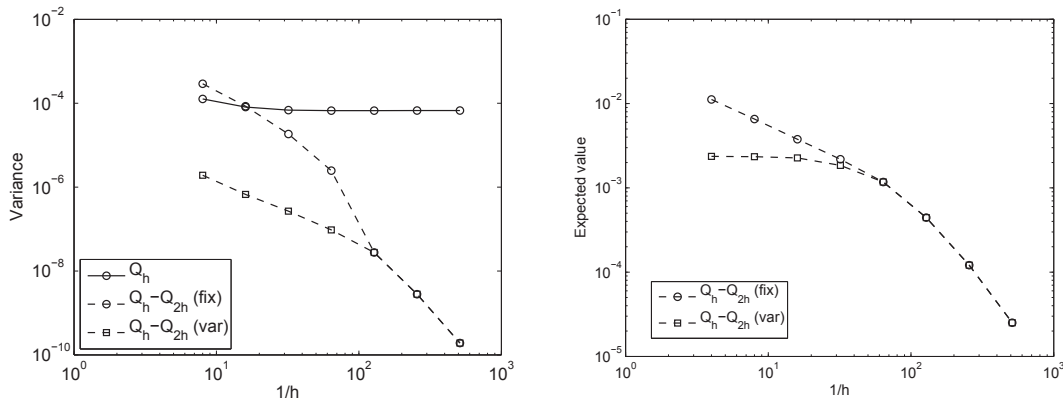 10^-2
10^-4
10^-6
10^-8
10^-10
Variance
Q_h
Q_h−Q_2h (fix)
Q_h−Q_2h (var)
10^0
10^1
10^2
10^3
1/h
10^-1
10^-2
10^-3
10^-4
10^-5
Expected value
Q_h−Q_2h (fix)
Q_h−Q_2h (var)
10^0
10^1
10^2
10^3
1/h